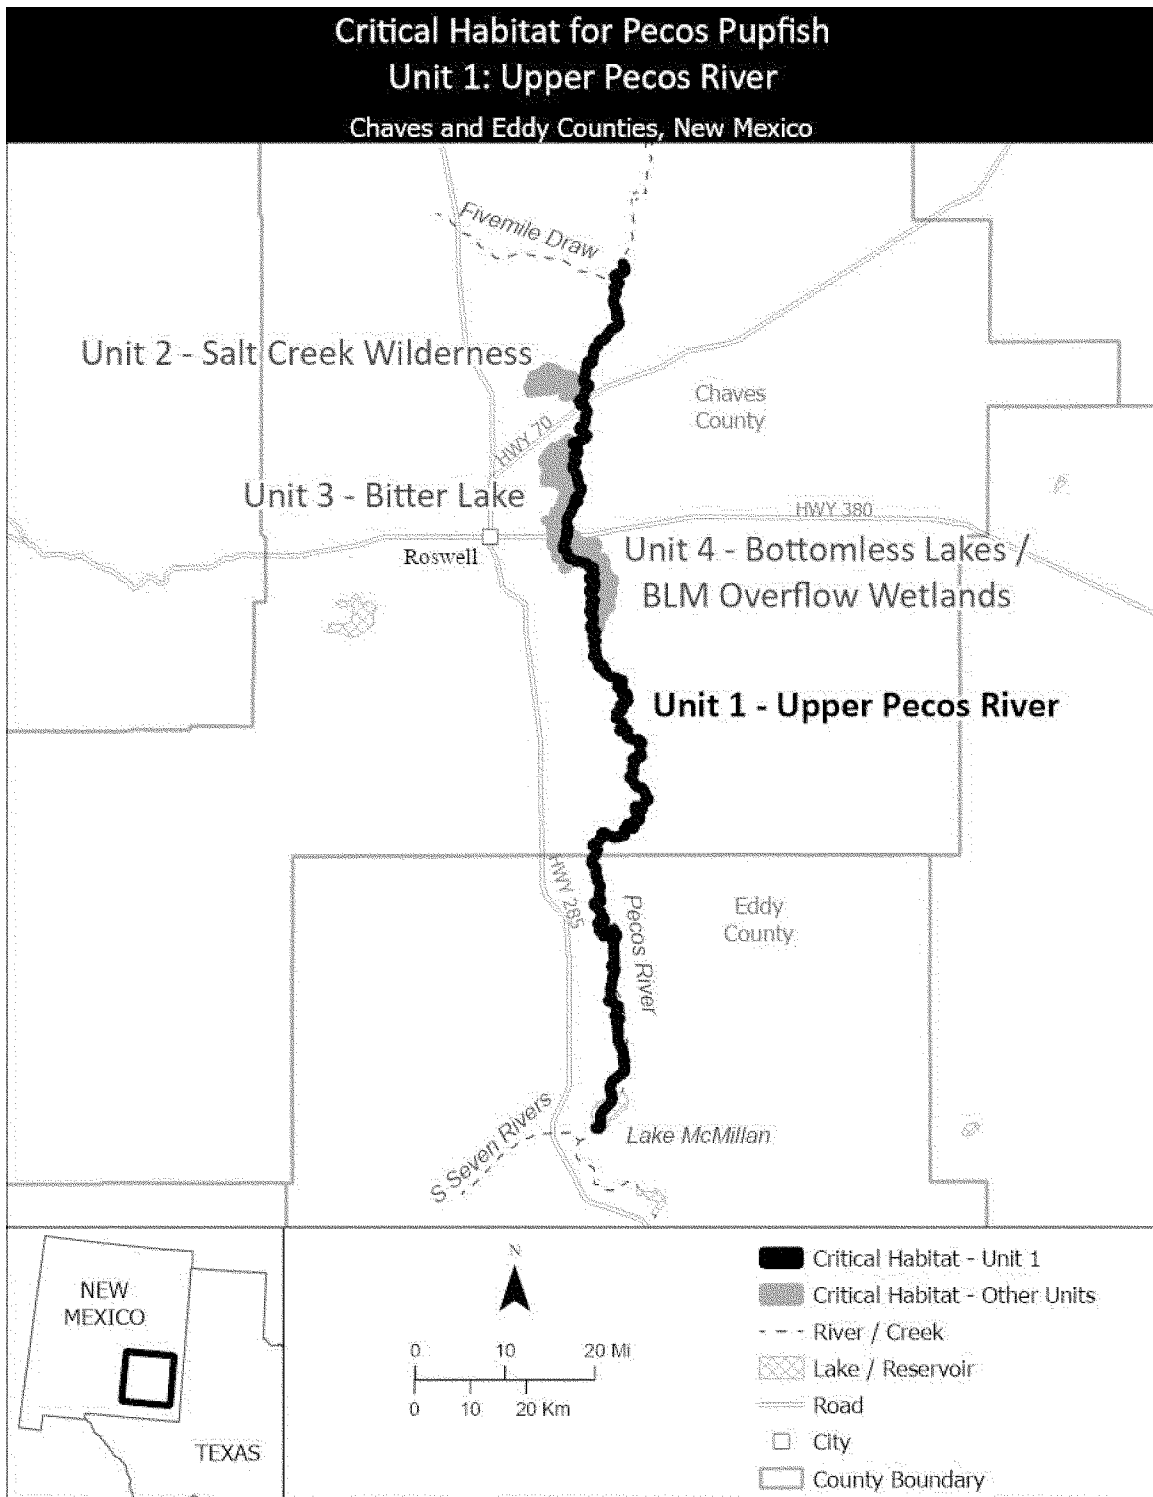 Critical Habitat for Pecos Pupfish
Unit 1: Upper Pecos River
Chaves and Eddy Counties, New Mexico
Fivemile Draw
Unit 2 - Salt Creek Wilderness
Chaves
County
HWY 70
Unit 3 - Bitter Lake
HWY 380
Roswell
Unit 4 - Bottomless Lakes /
BLM Overflow Wetlands
Unit 1 - Upper Pecos River
HWY 285
Pecos River
Eddy
County
S Seven Rivers
Lake McMillan
NEW
MEXICO
TEXAS
N
0 10 20 Mi
0 10 20 Km
Critical Habitat - Unit 1
Critical Habitat - Other Units
River / Creek
Lake / Reservoir
Road
City
County Boundary